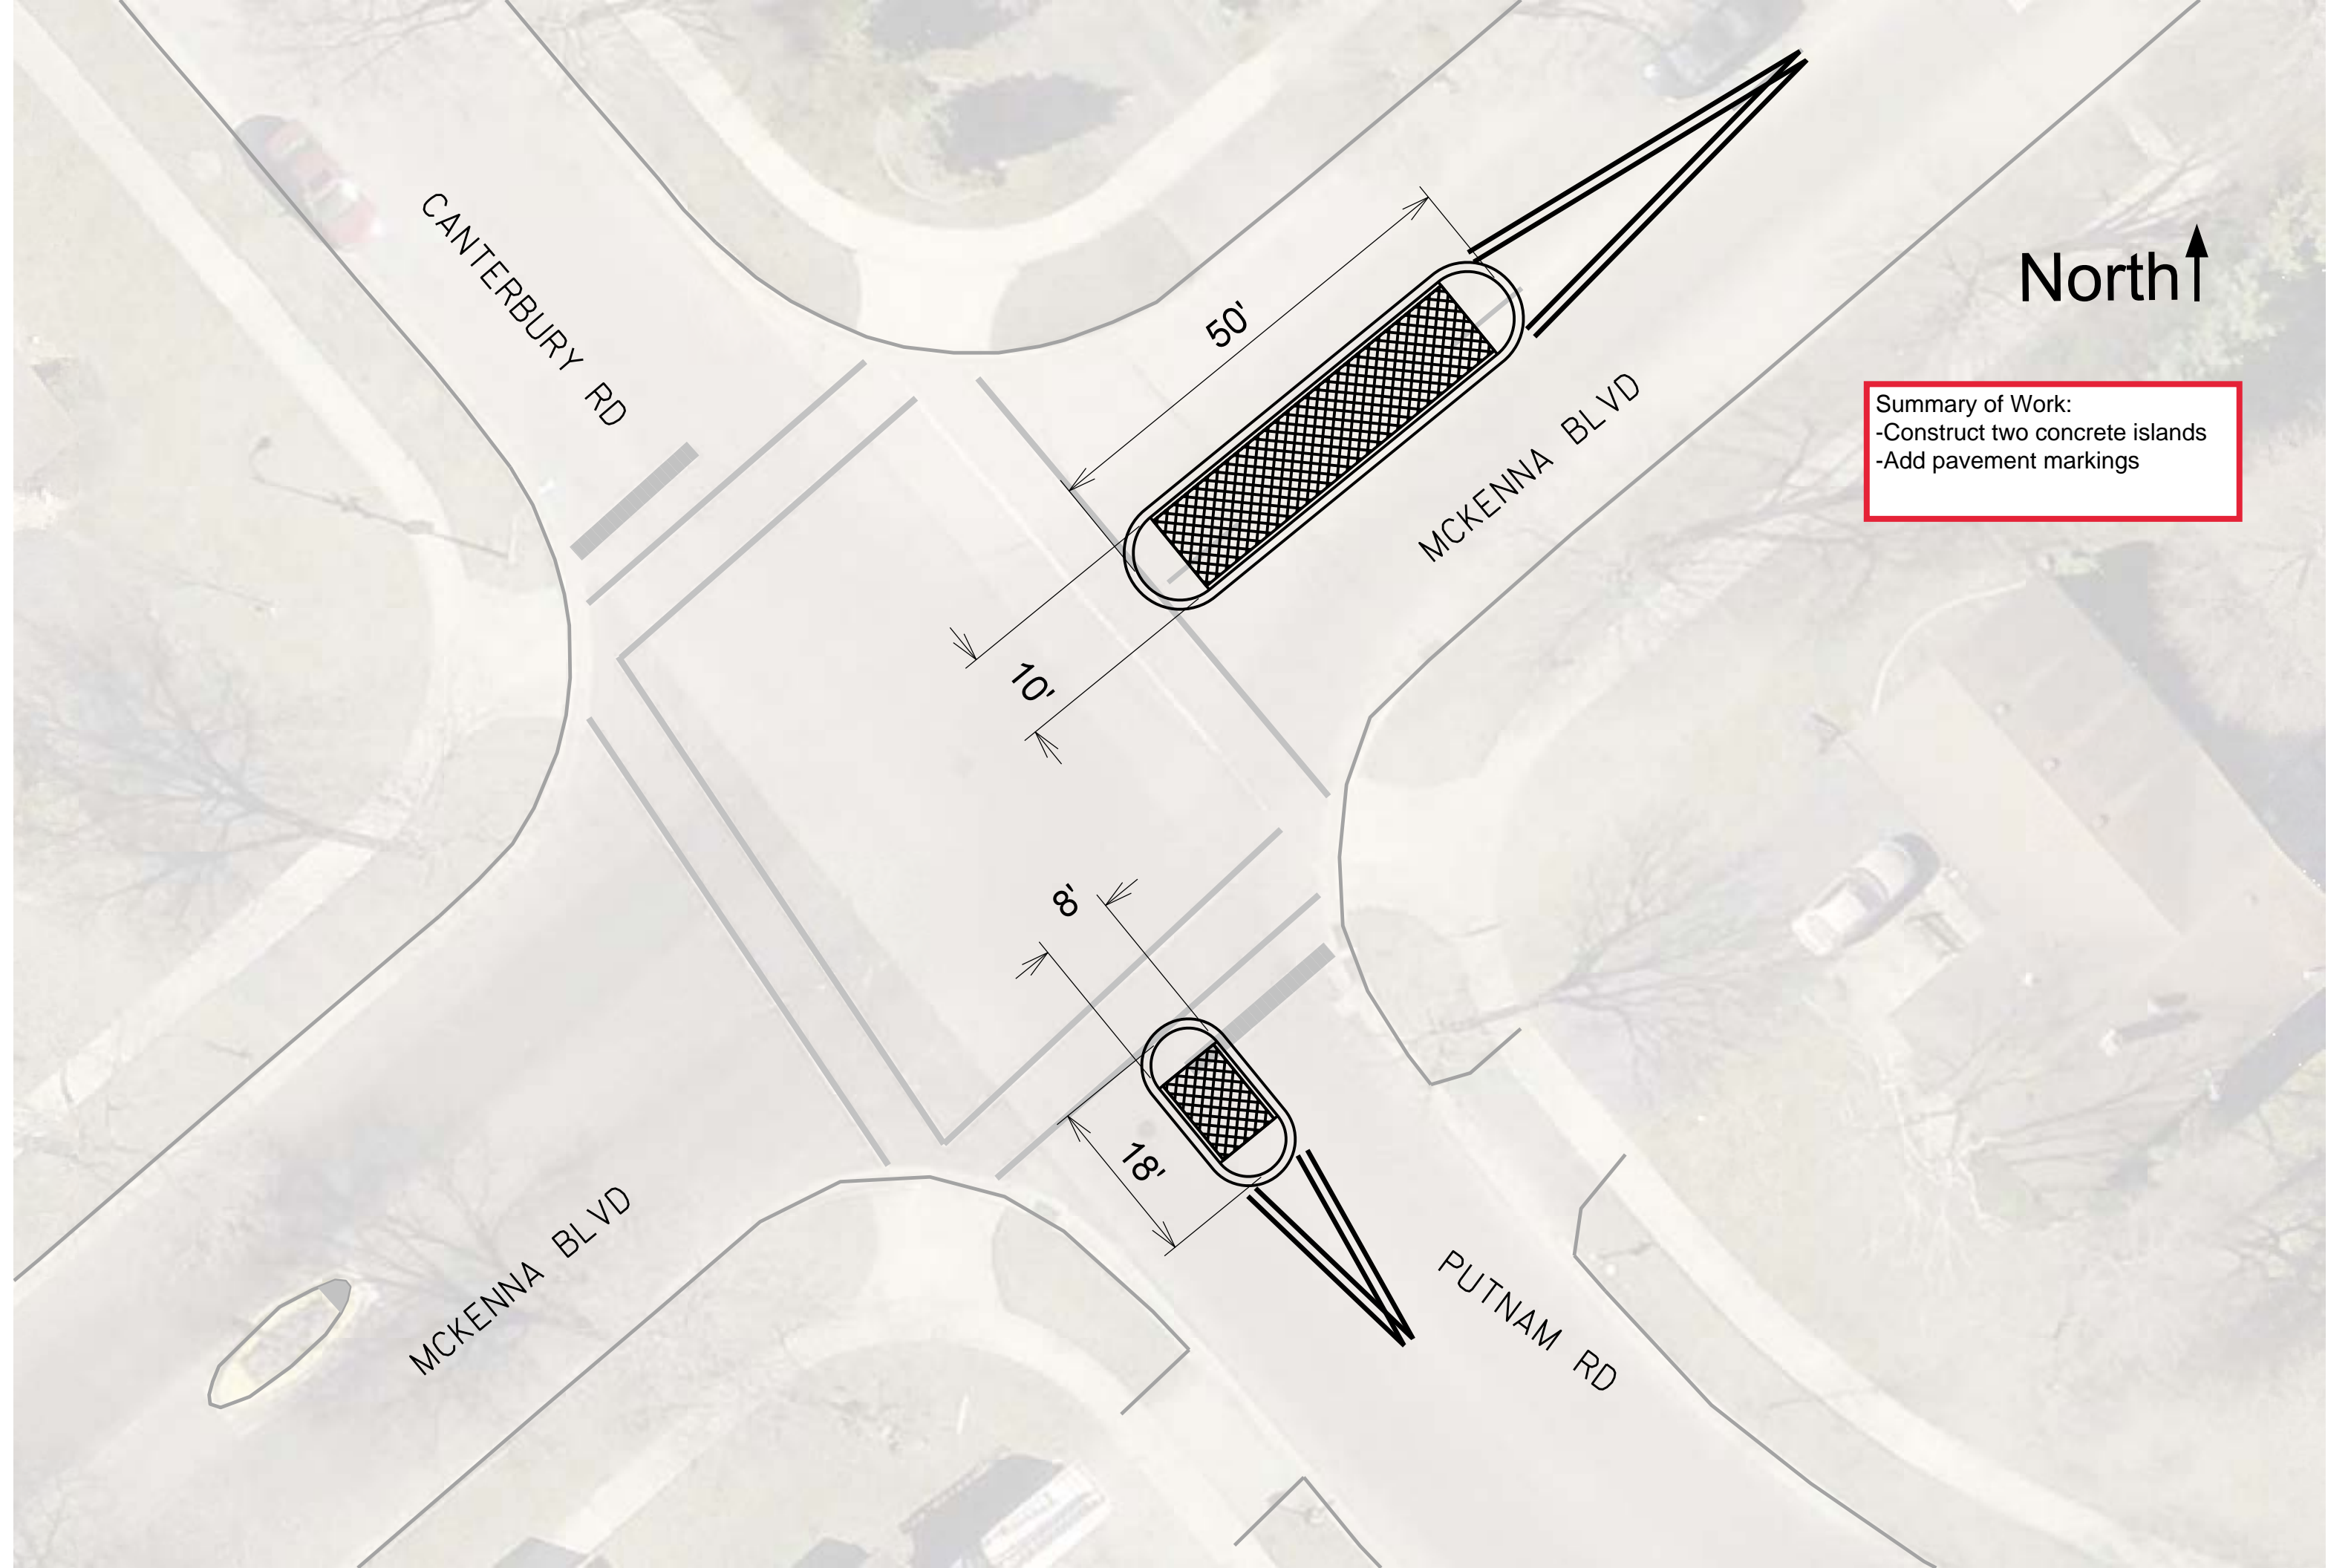 CANTERBURY RD
50'
North
MCKENNA BLVD
Summary of Work:
-Construct two concrete islands
-Add pavement markings
10'
8'
18'
MCKENNA BLVD
PUTNAM RD